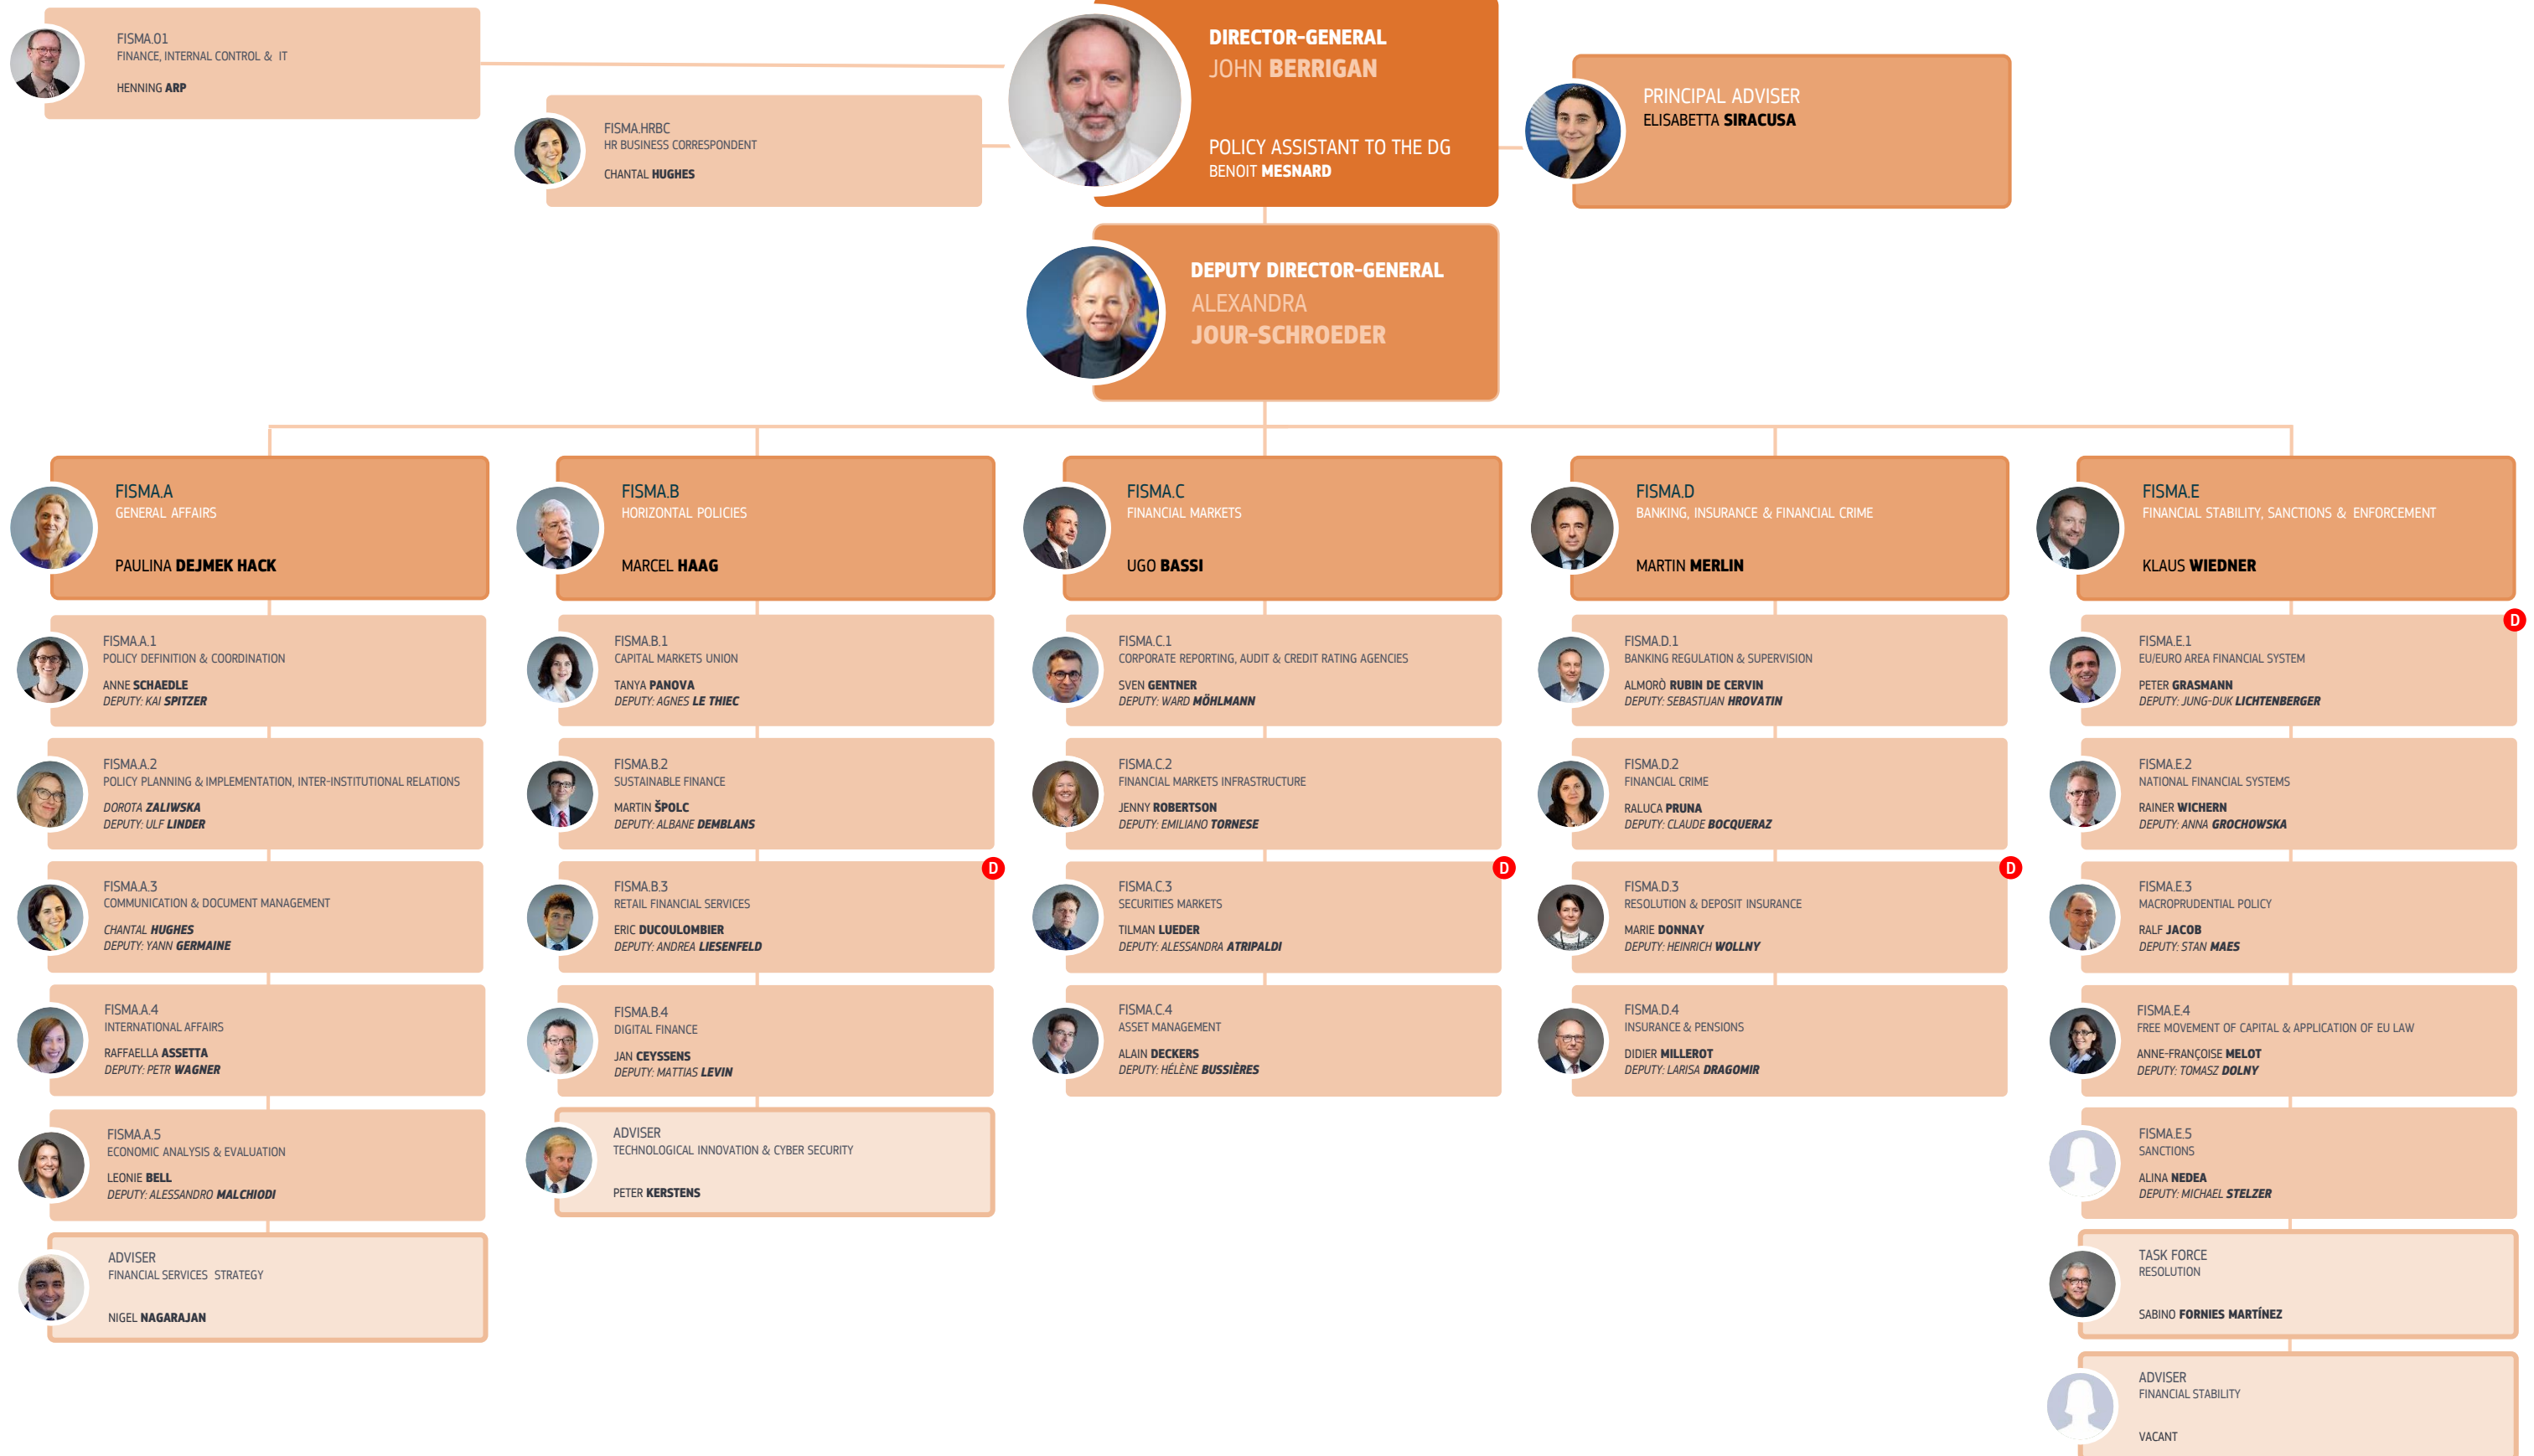 FISMA.01
FINANCE, INTERNAL CONTROL & IT
HENNING ARP
FISMA.HRBC
HR BUSINESS CORRESPONDENT
CHANTAL HUGHES
DIRECTOR-GENERAL
JOHN BERRIGAN
POLICY ASSISTANT TO THE DG
BENOIT MESNARD
PRINCIPAL ADVISER
ELISABETTA SIRACUSA
DEPUTY DIRECTOR-GENERAL
ALEXANDRA
JOUR-SCHROEDER
FISMA.A
GENERAL AFFAIRS
PAULINA DEJMEK HACK
FISMA.A.1
POLICY DEFINITION & COORDINATION
ANNE SCHAEDLE
DEPUTY: KAI SPITZER
FISMA.A.2
POLICY PLANNING & IMPLEMENTATION, INTER-INSTITUTIONAL RELATIONS
DOROTA ZALIWSKA
DEPUTY: ULF LINDER
FISMA.A.3
COMMUNICATION & DOCUMENT MANAGEMENT
CHANTAL HUGHES
DEPUTY: YANN GERMAINE
FISMA.A.4
INTERNATIONAL AFFAIRS
RAFFAELLA ASSETTA
DEPUTY: PETR WAGNER
FISMA.A.5
ECONOMIC ANALYSIS & EVALUATION
LEONIE BELL
DEPUTY: ALESSANDRO MALCHIODI
ADVISER
FINANCIAL SERVICES STRATEGY
NIGEL NAGARAJAN
FISMA.B
HORIZONTAL POLICIES
MARCEL HAAG
FISMA.B.1
CAPITAL MARKETS UNION
TANYA PANOVA
DEPUTY: AGNES LE THIEC
FISMA.B.2
SUSTAINABLE FINANCE
MARTIN ŠPOLC
DEPUTY: ALBANE DEMBLANS
D
FISMA.B.3
RETAIL FINANCIAL SERVICES
ERIC DUCOULOMBIER
DEPUTY: ANDREA LIESENFELD
FISMA.B.4
DIGITAL FINANCE
JAN CEYSSENS
DEPUTY: MATTIAS LEVIN
ADVISER
TECHNOLOGICAL INNOVATION & CYBER SECURITY
PETER KERSTENS
FISMA.C
FINANCIAL MARKETS
UGO BASSI
FISMA.C.1
CORPORATE REPORTING, AUDIT & CREDIT RATING AGENCIES
SVEN GENTNER
DEPUTY: WARD MÖHLMANN
FISMA.C.2
FINANCIAL MARKETS INFRASTRUCTURE
JENNY ROBERTSON
DEPUTY: EMILIANO TORNESE
D
FISMA.C.3
SECURITIES MARKETS
TILMAN LUEDER
DEPUTY: ALESSANDRA ATRIPALDI
FISMA.C.4
ASSET MANAGEMENT
ALAIN DECKERS
DEPUTY: HÉLÈNE BUSSIÈRES
FISMA.D
BANKING, INSURANCE & FINANCIAL CRIME
MARTIN MERLIN
FISMA.D.1
BANKING REGULATION & SUPERVISION
ALMORÒ RUBIN DE CERVIN
DEPUTY: SEBASTIJAN HROVATIN
FISMA.D.2
FINANCIAL CRIME
RALUCA PRUNA
DEPUTY: CLAUDE BOCQUERAZ
D
FISMA.D.3
RESOLUTION & DEPOSIT INSURANCE
MARIE DONNAY
DEPUTY: HEINRICH WOLLNY
FISMA.D.4
INSURANCE & PENSIONS
DIDIER MILLEROT
DEPUTY: LARISA DRAGOMIR
FISMA.E
FINANCIAL STABILITY, SANCTIONS & ENFORCEMENT
KLAUS WIEDNER
D
FISMA.E.1
EU/EURO AREA FINANCIAL SYSTEM
PETER GRASMANN
DEPUTY: JUNG-DUK LICHTENBERGER
FISMA.E.2
NATIONAL FINANCIAL SYSTEMS
RAINER WICHERN
DEPUTY: ANNA GROCHOWSKA
FISMA.E.3
MACROPRUDENTIAL POLICY
RALF JACOB
DEPUTY: STAN MAES
FISMA.E.4
FREE MOVEMENT OF CAPITAL & APPLICATION OF EU LAW
ANNE-FRANÇOISE MELOT
DEPUTY: TOMASZ DOLNY
FISMA.E.5
SANCTIONS
ALINA NEDEA
DEPUTY: MICHAEL STELZER
TASK FORCE
RESOLUTION
SABINO FORNIES MARTÍNEZ
ADVISER
FINANCIAL STABILITY
VACANT